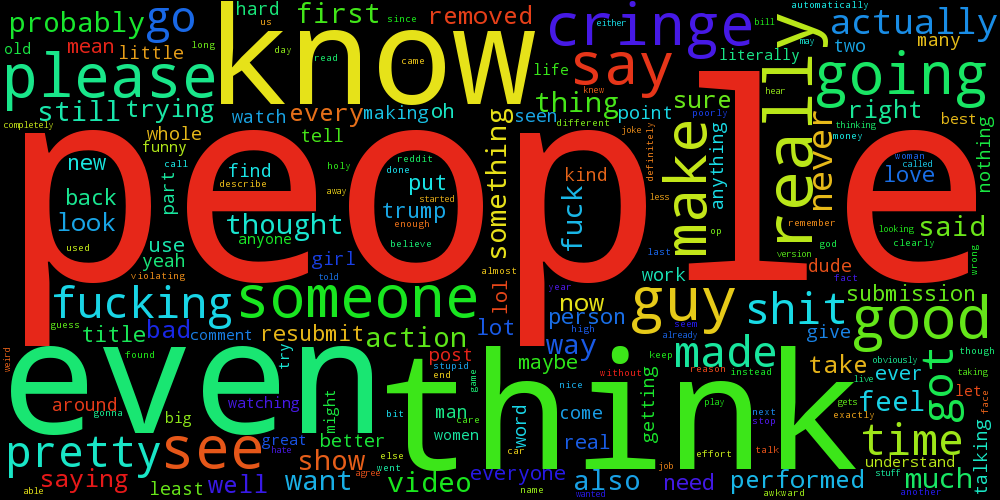 probably go hard us first since removed cringe either bill automatically actually
old mean little long day read came know say literally may two many
please life going
still trying watch every making oh seen thing point sure really hear right best
completely whole funny tell different knew joke poorly never thinking money nothing
people
new call find holy reddit done put kind definitely make anything woman called love
back part describe away started something fuck less op remember
look thought trump enough believe god looking said
used use anyone almost last version clearly wrong
yeah girl work dude
violating told lol year now fact submission
fucking someone guy shit good
guess title bad comment resubmit action lot person high seem give
weird found try post stupid maybe way already made obviously though
even think
end game keep reason instead take ever taking
around gonna watching might nice without live feel got let face
big bit man care word come getting play next gets exactly
pretty see great better else women car real effort stop talk time
hate show went agree everyone job understand talking
saying least well want video name also wanted need performed awkward stuff much another
able